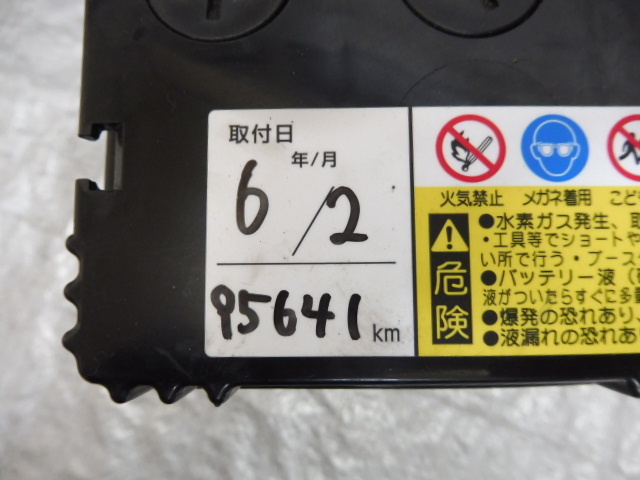 取付日
年/月
6/2
95641 km
火気禁止 メガネ着用 こど
危険
●水素ガス発生、取
・工具等でショートや
い所で行う・ブース
●バッテリー液(
液がついたらすぐに多
●爆発の恐れあり、
●液漏れの恐れあ